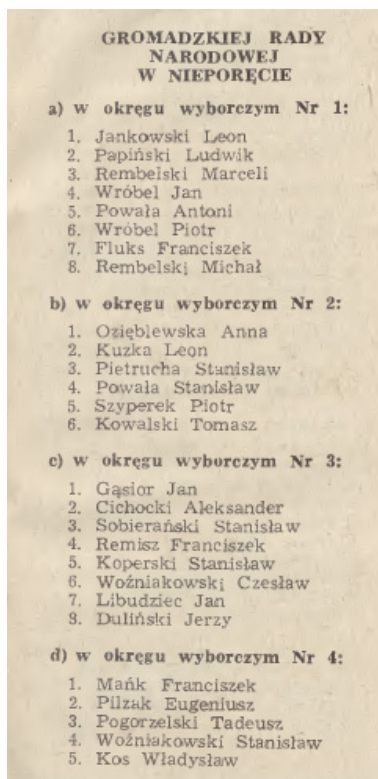 GROMADZKIEJ RADY
NARODOWEJ
W NIEPORĘCIE
a) w okręgu wyborczym Nr 1:
1. Jankowski Leon
2. Papiński Ludwik
3. Rembelski Marceli
4. Wróbel Jan
5. Powała Antoni
6. Wróbel Piotr
7. Fluks Franciszek
8. Rembelski Michał
b) w okręgu wyborczym Nr 2:
1. Ozięblewska Anna
2. Kuzka Leon
3. Pietrucha Stanisław
4. Powała Stanisław
5. Szyperek Piotr
6. Kowalski Tomasz
c) w okręgu wyborczym Nr 3:
1. Gąsior Jan
2. Cichocki Aleksander
3. Sobierański Stanisław
4. Remisz Franciszek
5. Koperski Stanisław
6. Woźniakowski Czesław
7. Libudziec Jan
8. Duliński Jerzy
d) w okręgu wyborczym Nr 4:
1. Mańk Franciszek
2. Pilzak Eugeniusz
3. Pogorzelski Tadeusz
4. Woźniakowski Stanisław
5. Kos Władysław